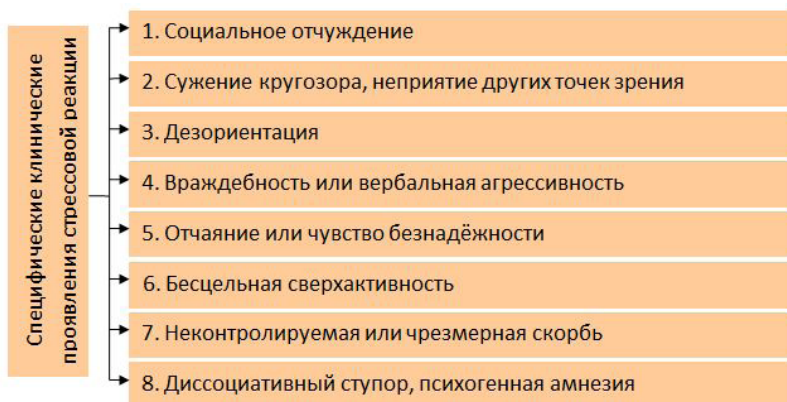 Специфические клинические
проявления стрессовой реакции
1. Социальное отчуждение
2. Сужение кругозора, неприятие других точек зрения
3. Дезориентация
4. Враждебность или вербальная агрессивность
5. Отчаяние или чувство безнадёжности
6. Бесцельная сверхактивность
7. Неконтролируемая или чрезмерная скорбь
8. Диссоциативный ступор, психогенная амнезия